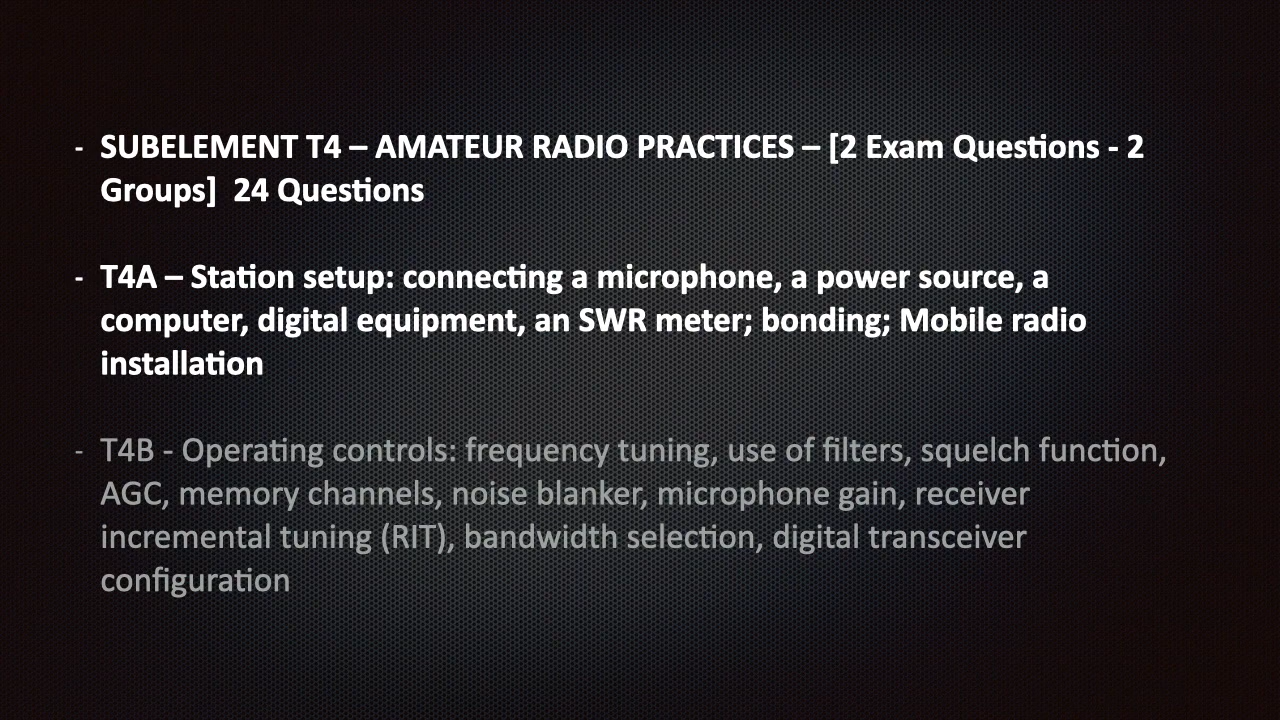 - SUBELEMENT T4 – AMATEUR RADIO PRACTICES – [2 Exam Questions - 2
Groups]  24 Questions
- T4A – Station setup: connecting a microphone, a power source, a
computer, digital equipment, an SWR meter; bonding; Mobile radio
installation
- T4B - Operating controls: frequency tuning, use of filters, squelch function,
AGC, memory channels, noise blanker, microphone gain, receiver
incremental tuning (RIT), bandwidth selection, digital transceiver
configuration